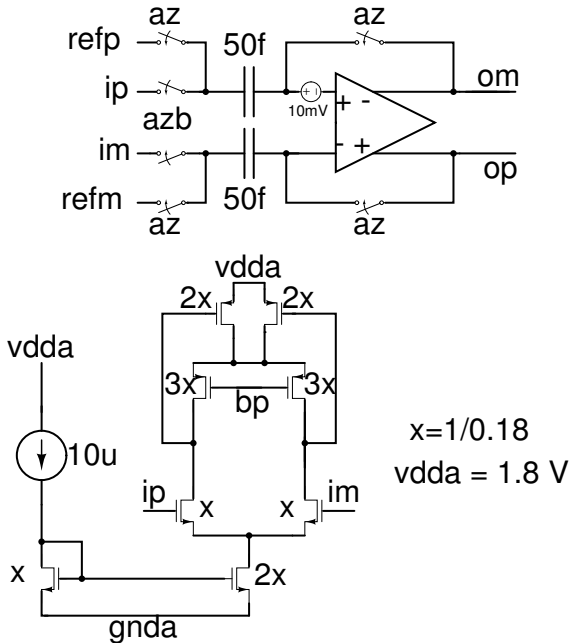 az
refp
50f
az
ip
10mV
om
+ -
+ -
azb
im
- +
op
refm
50f
az
az
vdda
2x
2x
vdda
3x
3x
bp
10u
x=1/0.18
vdda = 1.8 V
ip
x
x
im
x
2x
gnda